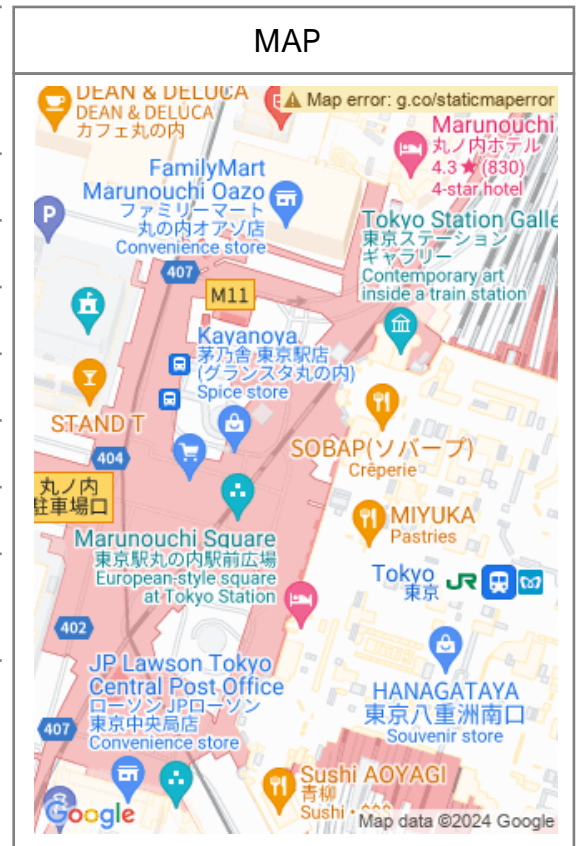 MAP
DEAN & DELUCA
DEAN & DELUCA
カフェ丸の内
Map error: g.co/staticmaperror
Marunouchi
丸ノ内ホテル
4.3★(830)
4-star hotel
FamilyMart
Marunouchi Oazo
ファミリーマート
丸の内オアゾ店
Convenience store
P
Tokyo Station Galle
東京ステーション
ギャラリー
Contemporary art
inside a train station
407
M11
Kayanoya
茅乃舎 東京駅店
(グランスタ丸の内)
Spice store
STAND T
SOBAP(ソバープ)
Crêperie
404
丸ノ内
駐車場口
MIYUKA
Pastries
Marunouchi Square
東京駅丸の内駅前広場
European-style square
at Tokyo Station
Tokyo
東京
JR
402
JP Lawson Tokyo
Central Post Office
ローソン JPローソン
東京中央局店
Convenience store
HANAGATAYA
東京八重洲南口
Souvenir store
407
Sushi AOYAGI
青柳
Sushi •
Google
Map data ©2024 Google